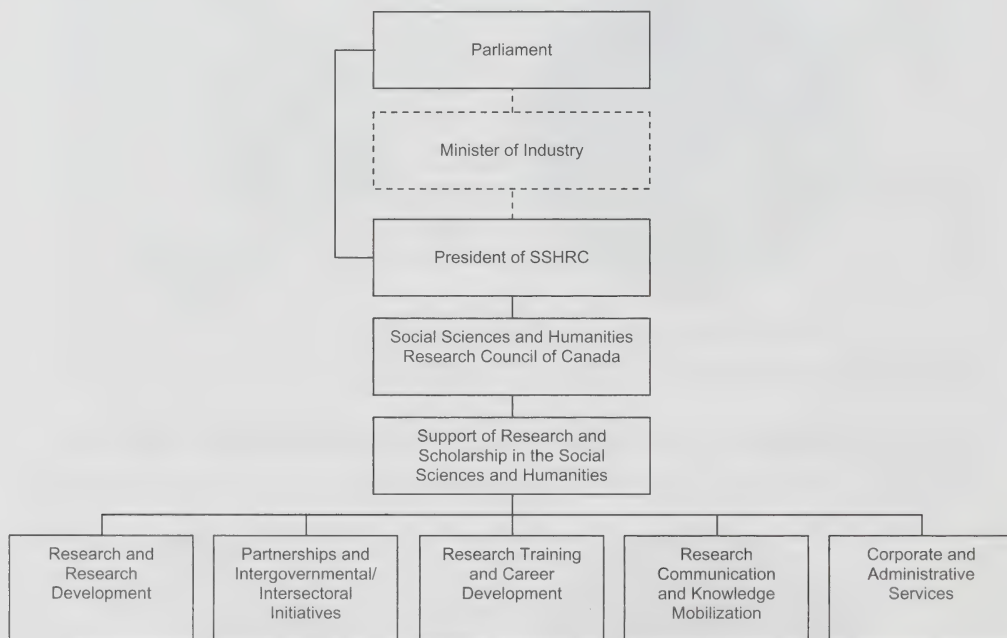 Parliament
Minister of Industry
President of SSHRC
Social Sciences and Humanities
Research Council of Canada
Support of Research and
Scholarship in the Social
Sciences and Humanities
Research and
Research
Development
Partnerships and
Intergovernmental/
Intersectoral
Initiatives
Research Training
and Career
Development
Research
Communication
and Knowledge
Mobilization
Corporate and
Administrative
Services